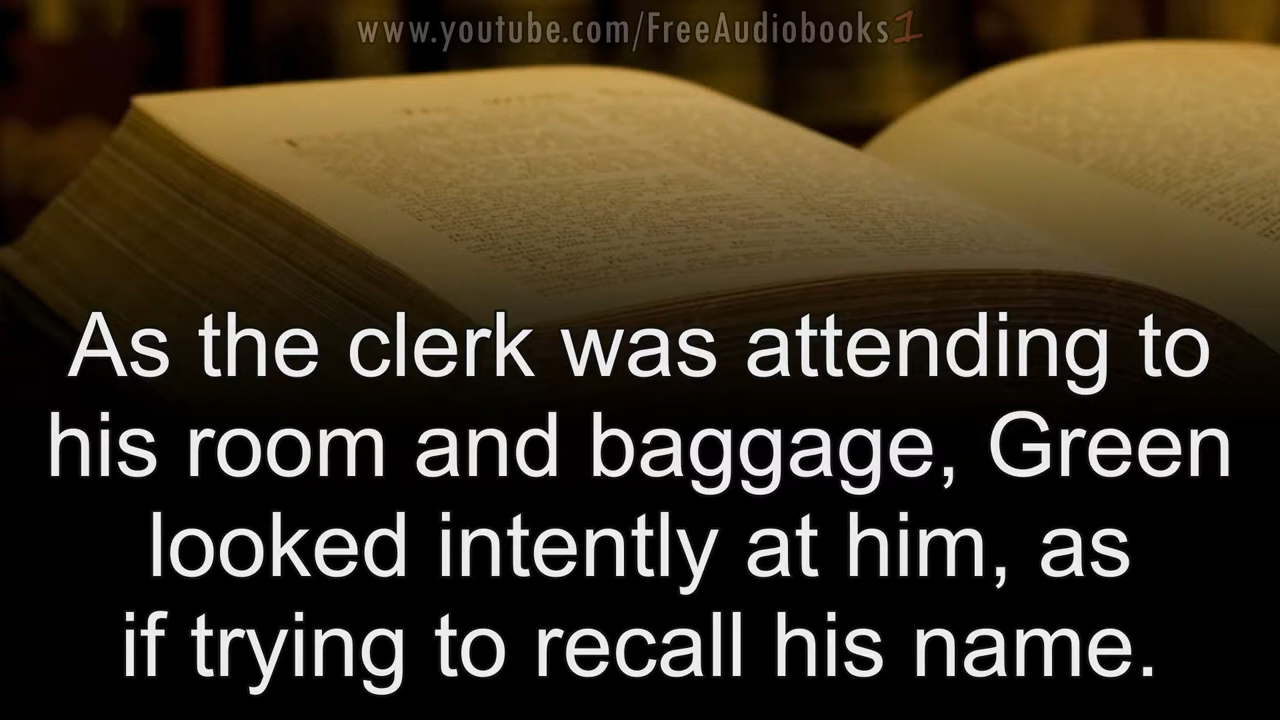 www.youtube.com/FreeAudiobooks1
As the clerk was attending to
his room and baggage, Green
looked intently at him, as
if trying to recall his name.